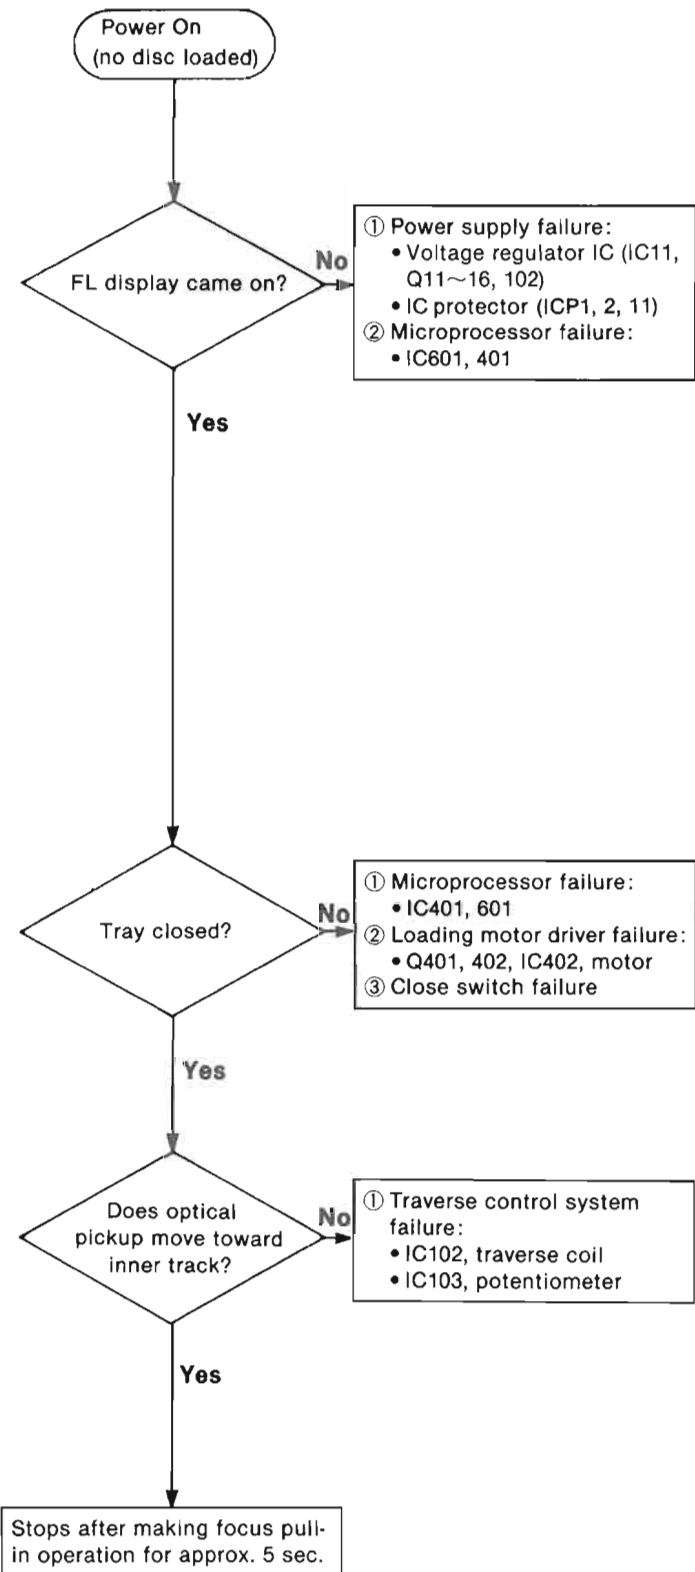 Power On
(no disc loaded)
FL display came on?
No
① Power supply failure:
• Voltage regulator IC (IC11,
Q11~16, 102)
• IC protector (ICP1, 2, 11)
② Microprocessor failure:
• IC601, 401
Yes
Tray closed?
No
① Microprocessor failure:
• IC401, 601
② Loading motor driver failure:
• Q401, 402, IC402, motor
③ Close switch failure
Yes
Does optical
pickup move toward
inner track?
No
① Traverse control system
failure:
• IC102, traverse coil
• IC103, potentiometer
Yes
Stops after making focus pull-
in operation for approx. 5 sec.